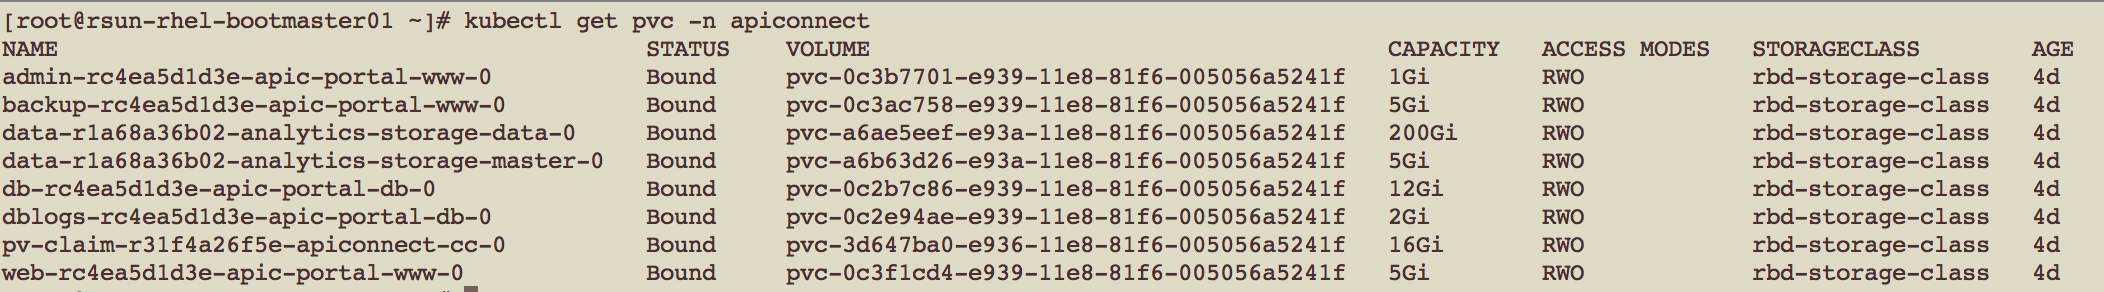 [root@rsun-rhel-bootmaster01 ~]# kubectl get pvc -n apiconnect
NAME STATUS VOLUME CAPACITY ACCESS MODES STORAGECLASS AGE
admin-rc4ea5d1d3e-apic-portal-www-0 Bound pvc-0c3b7701-e939-11e8-81f6-005056a5241f 1Gi RWO rbd-storage-class 4d
backup-rc4ea5d1d3e-apic-portal-www-0 Bound pvc-0c3ac758-e939-11e8-81f6-005056a5241f 5Gi RWO rbd-storage-class 4d
data-r1a68a36b02-analytics-storage-data-0 Bound pvc-a6ae5eef-e93a-11e8-81f6-005056a5241f 200Gi RWO rbd-storage-class 4d
data-r1a68a36b02-analytics-storage-master-0 Bound pvc-a6b63d26-e93a-11e8-81f6-005056a5241f 5Gi RWO rbd-storage-class 4d
db-rc4ea5d1d3e-apic-portal-db-0 Bound pvc-0c2b7c86-e939-11e8-81f6-005056a5241f 12Gi RWO rbd-storage-class 4d
dblogs-rc4ea5d1d3e-apic-portal-db-0 Bound pvc-0c2e94ae-e939-11e8-81f6-005056a5241f 2Gi RWO rbd-storage-class 4d
pv-claim-r31f4a26f5e-apiconnect-cc-0 Bound pvc-3d647ba0-e936-11e8-81f6-005056a5241f 16Gi RWO rbd-storage-class 4d
web-rc4ea5d1d3e-apic-portal-www-0 Bound pvc-0c3f1cd4-e939-11e8-81f6-005056a5241f 5Gi RWO rbd-storage-class 4d